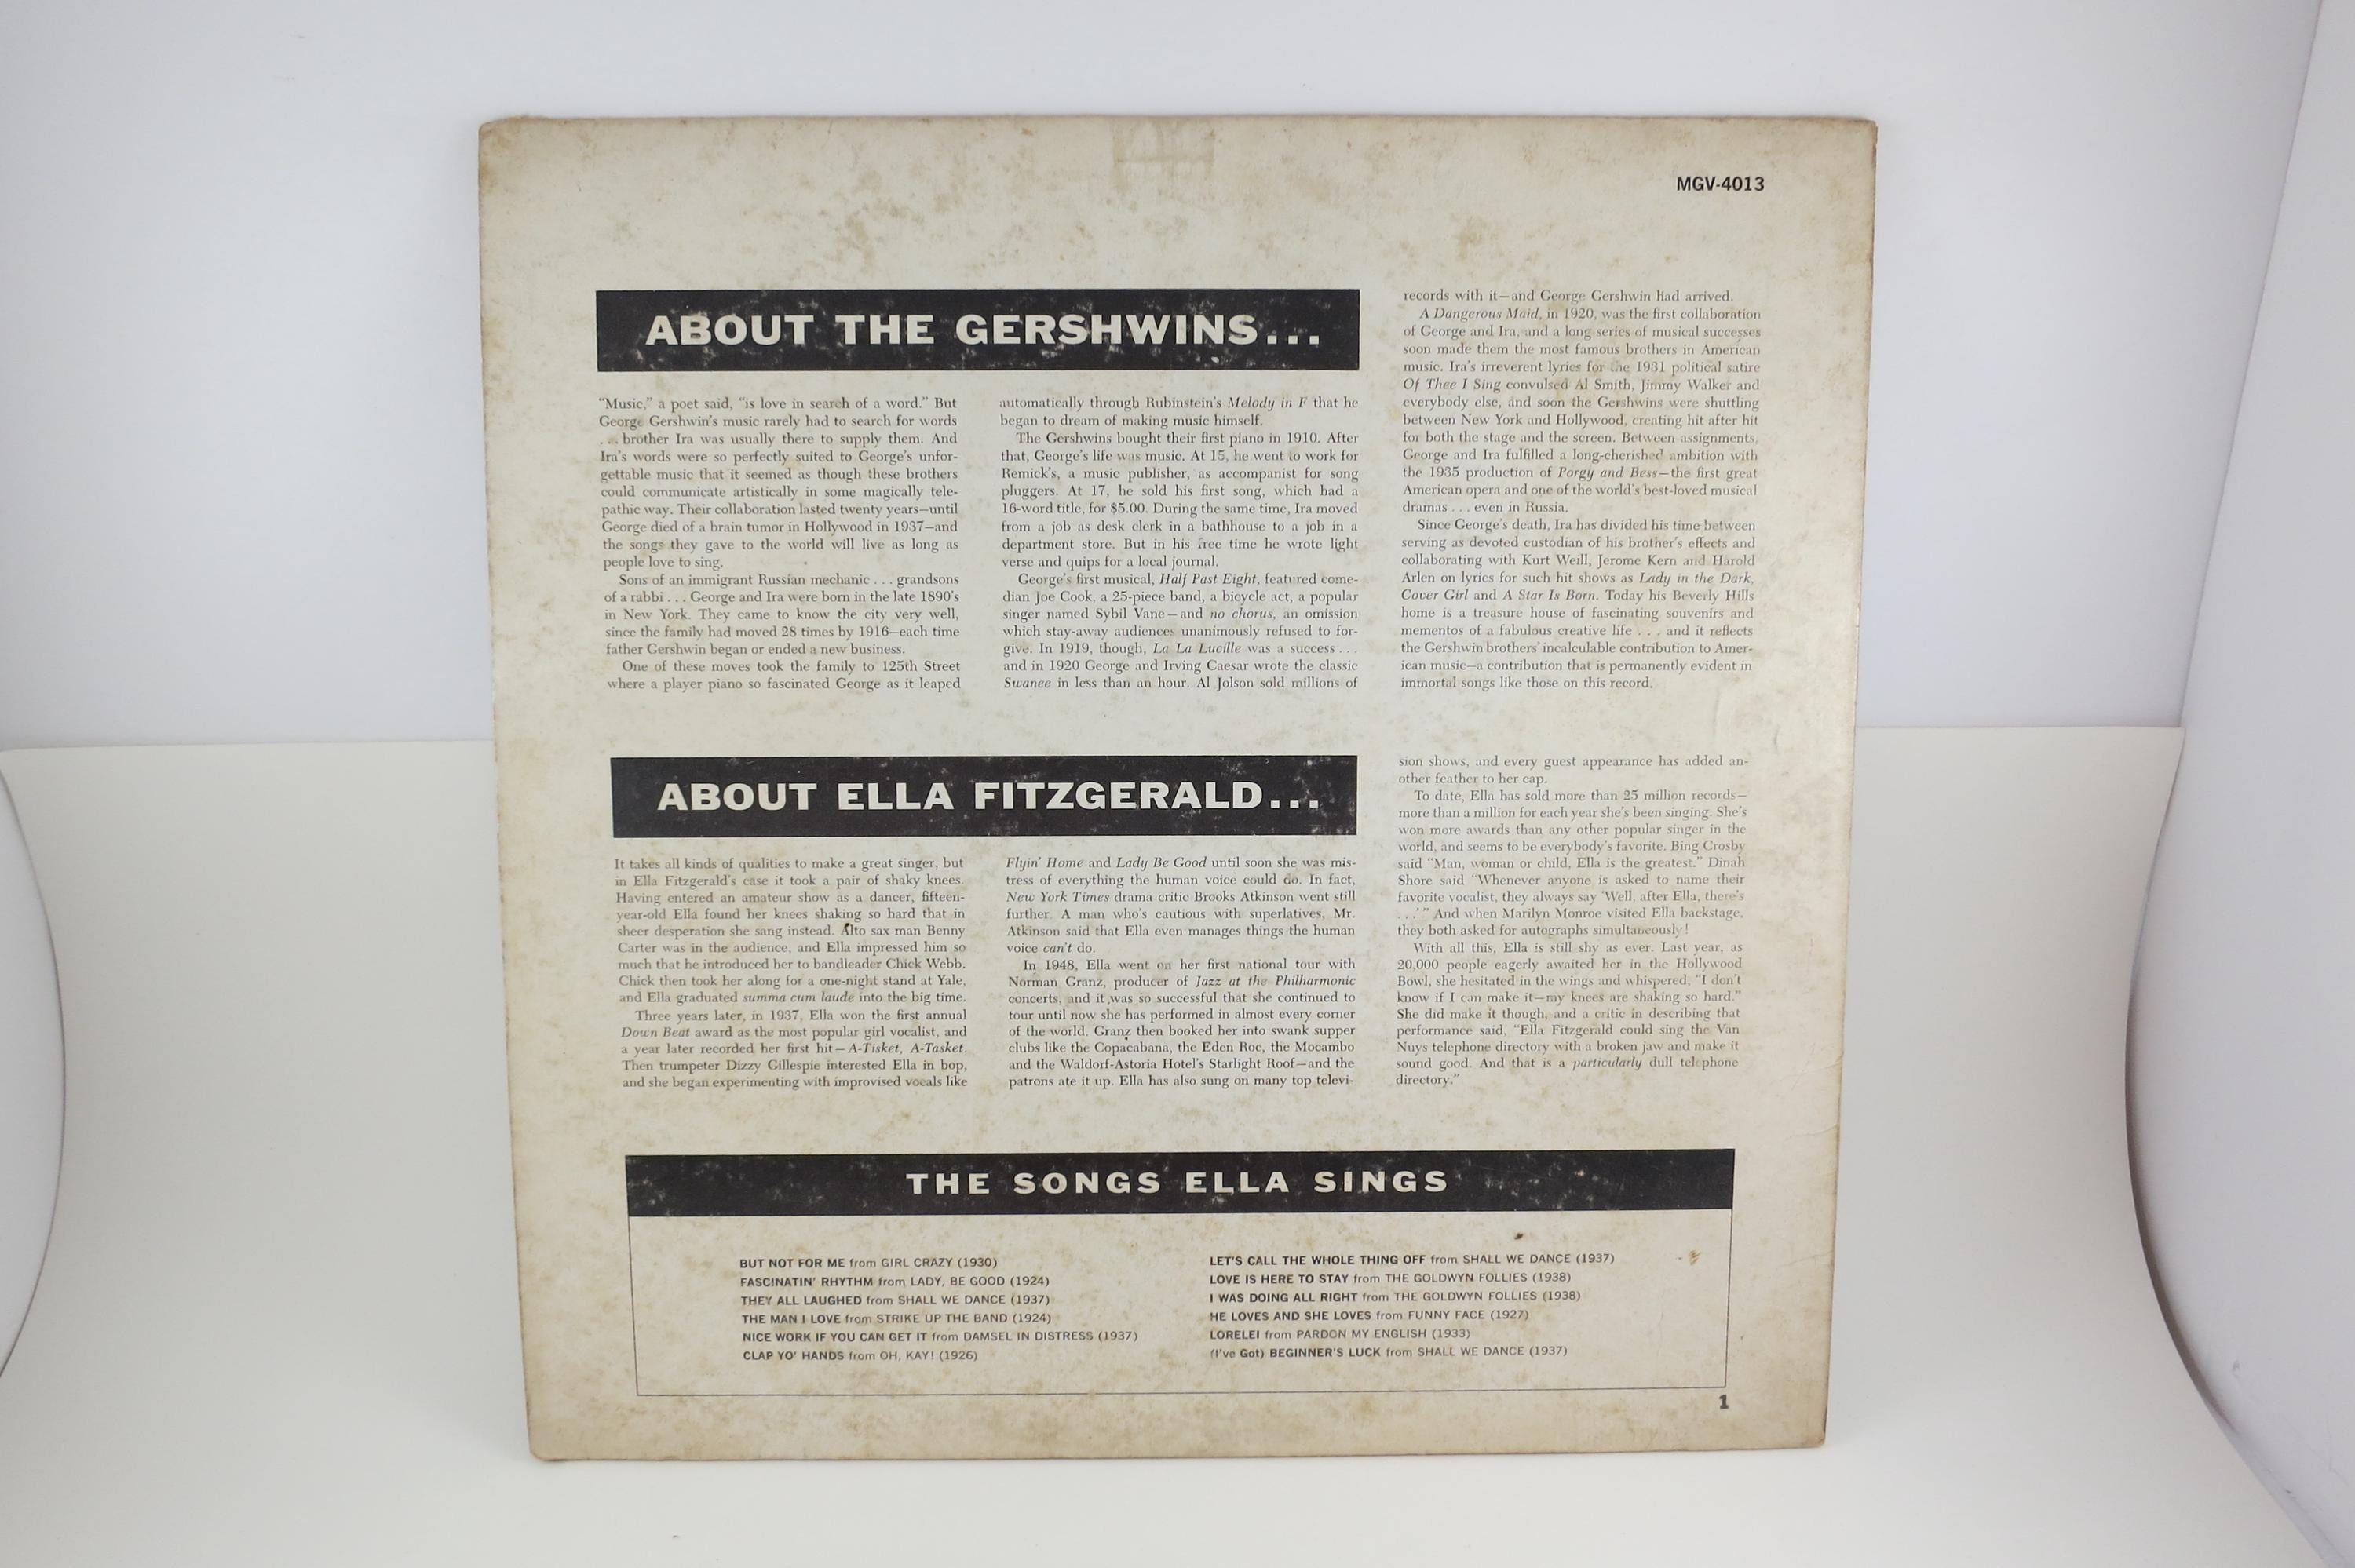 MGV-4013
ABOUT THE GERSHWINS...
"Music," a poet said, "is love in search of a word." But
George Gershwin's music rarely had to search for words
. . . brother Ira was usually there to supply them. And
Ira's words were so perfectly suited to George's unfor-
gettable music that it seemed as though these brothers
could communicate artistically in some magically tele-
pathic way. Their collaboration lasted twenty years—until
George died of a brain tumor in Hollywood in 1937—and
the songs they gave to the world will live as long as
people love to sing.
Sons of an immigrant Russian mechanic . . . grandsons
of a rabbi . . . George and Ira were born in the late 1890's
in New York. They came to know the city very well,
since the family had moved 28 times by 1916—each time
father Gershwin began or ended a new business.
One of these moves took the family to 125th Street
where a player piano so fascinated George as it leaped
automatically through Rubinstein's Melody in F that he
began to dream of making music himself.
The Gershwins bought their first piano in 1910. After
that, George's life was music. At 15, he went to work for
Remick's, a music publisher, as accompanist for song
pluggers. At 17, he sold his first song, which had a
16-word title, for $5.00. During the same time, Ira moved
from a job as desk clerk in a bathhouse to a job in a
department store. But in his free time he wrote light
verse and quips for a local journal.
George's first musical, Half Past Eight, featured come-
dian Joe Cook, a 25-piece band, a bicycle act, a popular
singer named Sybil Vane—and no chorus, an omission
which stay-away audiences unanimously refused to for-
give. In 1919, though, La La Lucille was a success . . .
and in 1920 George and Irving Caesar wrote the classic
Swanee in less than an hour. Al Jolson sold millions of
records with it—and George Gershwin had arrived.
A Dangerous Maid, in 1920, was the first collaboration
of George and Ira, and a long series of musical successes
soon made them the most famous brothers in American
music. Ira's irreverent lyrics for the 1931 political satire
Of Thee I Sing convulsed Al Smith, Jimmy Walker and
everybody else, and soon the Gershwins were shuttling
between New York and Hollywood, creating hit after hit
for both the stage and the screen. Between assignments,
George and Ira fulfilled a long-cherished ambition with
the 1935 production of Porgy and Bess—the first great
American opera and one of the world's best-loved musical
dramas . . . even in Russia.
Since George's death, Ira has divided his time between
serving as devoted custodian of his brother's effects and
collaborating with Kurt Weill, Jerome Kern and Harold
Arlen on lyrics for such hit shows as Lady in the Dark,
Cover Girl and A Star Is Born. Today his Beverly Hills
home is a treasure house of fascinating souvenirs and
mementos of a fabulous creative life . . . and it reflects
the Gershwin brothers' incalculable contribution to Amer-
ican music—a contribution that is permanently evident in
immortal songs like those on this record.
ABOUT ELLA FITZGERALD...
It takes all kinds of qualities to make a great singer, but
in Ella Fitzgerald's case it took a pair of shaky knees.
Having entered an amateur show as a dancer, fifteen-
year-old Ella found her knees shaking so hard that in
sheer desperation she sang instead. Alto sax man Benny
Carter was in the audience, and Ella impressed him so
much that he introduced her to bandleader Chick Webb.
Chick then took her along for a one-night stand at Yale,
and Ella graduated summa cum laude into the big time.
Three years later, in 1937, Ella won the first annual
Down Beat award as the most popular girl vocalist, and
a year later recorded her first hit—A-Tisket, A-Tasket.
Then trumpeter Dizzy Gillespie interested Ella in bop,
and she began experimenting with improvised vocals like
Flyin' Home and Lady Be Good until soon she was mis-
tress of everything the human voice could do. In fact,
New York Times drama critic Brooks Atkinson went still
further. A man who's cautious with superlatives, Mr.
Atkinson said that Ella even manages things the human
voice can't do.
In 1948, Ella went on her first national tour with
Norman Granz, producer of Jazz at the Philharmonic
concerts, and it was so successful that she continued to
tour until now she has performed in almost every corner
of the world. Granz then booked her into swank supper
clubs like the Copacabana, the Eden Roc, the Mocambo
and the Waldorf-Astoria Hotel's Starlight Roof—and the
patrons ate it up. Ella has also sung on many top televi-
sion shows, and every guest appearance has added an-
other feather to her cap.
To date, Ella has sold more than 25 million records—
more than a million for each year she's been singing. She's
won more awards than any other popular singer in the
world, and seems to be everybody's favorite. Bing Crosby
said "Man, woman or child, Ella is the greatest." Dinah
Shore said "Whenever anyone is asked to name their
favorite vocalist, they always say 'Well, after Ella, there's
. . .' " And when Marilyn Monroe visited Ella backstage,
they both asked for autographs simultaneously!
With all this, Ella is still shy as ever. Last year, as
20,000 people eagerly awaited her in the Hollywood
Bowl, she hesitated in the wings and whispered, "I don't
know if I can make it—my knees are shaking so hard."
She did make it though, and a critic in describing that
performance said, "Ella Fitzgerald could sing the Van
Nuys telephone directory with a broken jaw and make it
sound good. And that is a particularly dull telephone
directory."
THE SONGS ELLA SINGS
BUT NOT FOR ME from GIRL CRAZY (1930)
FASCINATIN' RHYTHM from LADY, BE GOOD (1924)
THEY ALL LAUGHED from SHALL WE DANCE (1937)
THE MAN I LOVE from STRIKE UP THE BAND (1924)
NICE WORK IF YOU CAN GET IT from DAMSEL IN DISTRESS (1937)
CLAP YO' HANDS from OH, KAY! (1926)
LET'S CALL THE WHOLE THING OFF from SHALL WE DANCE (1937)
LOVE IS HERE TO STAY from THE GOLDWYN FOLLIES (1938)
I WAS DOING ALL RIGHT from THE GOLDWYN FOLLIES (1938)
HE LOVES AND SHE LOVES from FUNNY FACE (1927)
LORELEI from PARDON MY ENGLISH (1933)
(I've Got) BEGINNER'S LUCK from SHALL WE DANCE (1937)
1